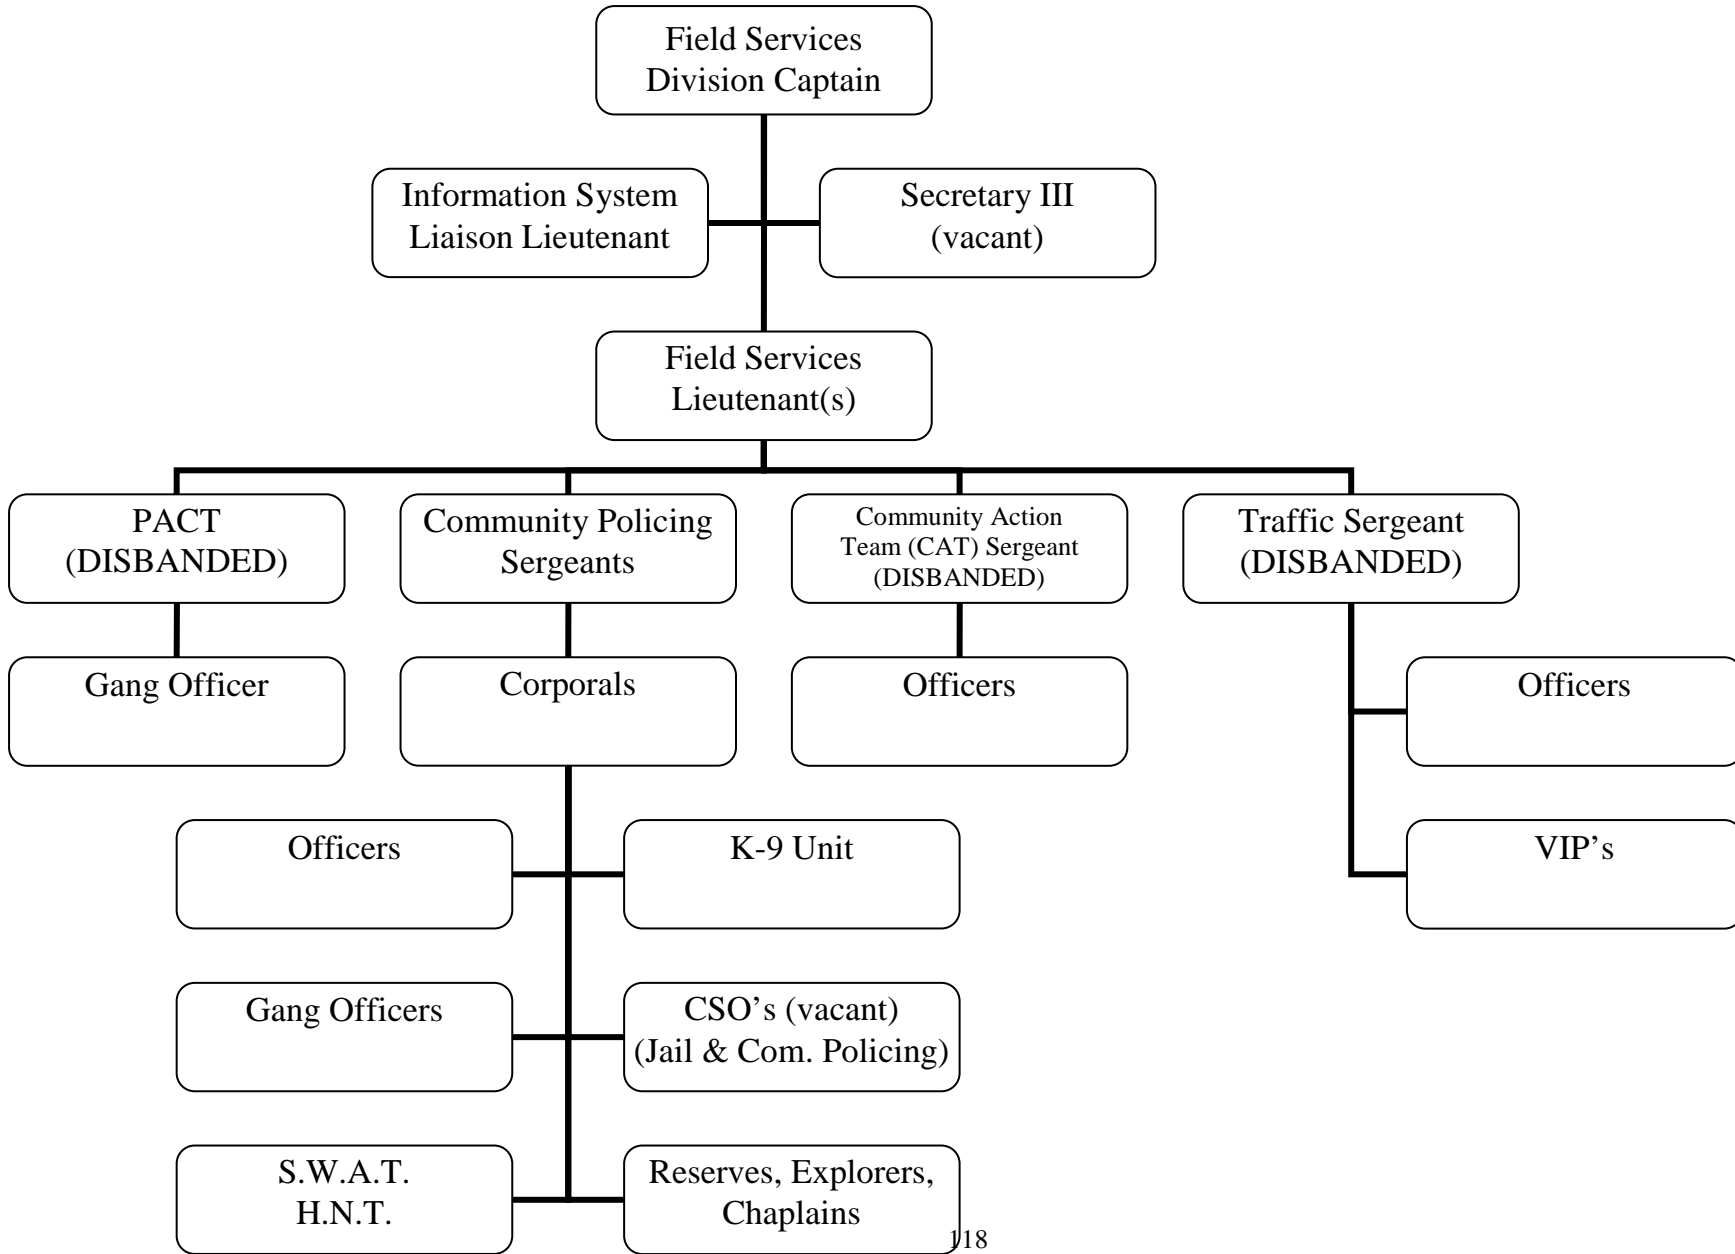 Field Services
Division Captain
Information System
Liaison Lieutenant
Secretary III
(vacant)
Field Services
Lieutenant(s)
PACT
(DISBANDED)
Community Policing
Sergeants
Community Action
Team (CAT) Sergeant
(DISBANDED)
Traffic Sergeant
(DISBANDED)
Gang Officer
Corporals
Officers
Officers
Officers
K-9 Unit
VIP’s
Gang Officers
CSO’s (vacant)
(Jail & Com. Policing)
S.W.A.T.
H.N.T.
Reserves, Explorers,
Chaplains
118